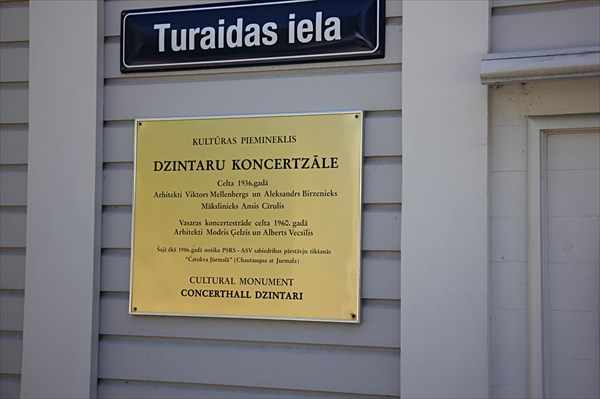 Turaidas iela
KULTŪRAS PIEMINEKLIS
DZINTARU KONCERTZĀLE
Celta 1936.gadā
Arhitekti Viktors Mellenbergs un Aleksandrs Birzenieks
Mākslinieks Ansis Cīrulis
Vasaras koncertestrāde celta 1960. gadā
Arhitekti Modris Ģelzis un Alberts Vecsīlis
Šajā ēkā 1986.gadā notika PSRS - ASV sabiedrības pārstāvju tikšanās
“Čatokva Jūrmalā” (Chautauqua at Jurmala)
CULTURAL MONUMENT
CONCERTHALL DZINTARI